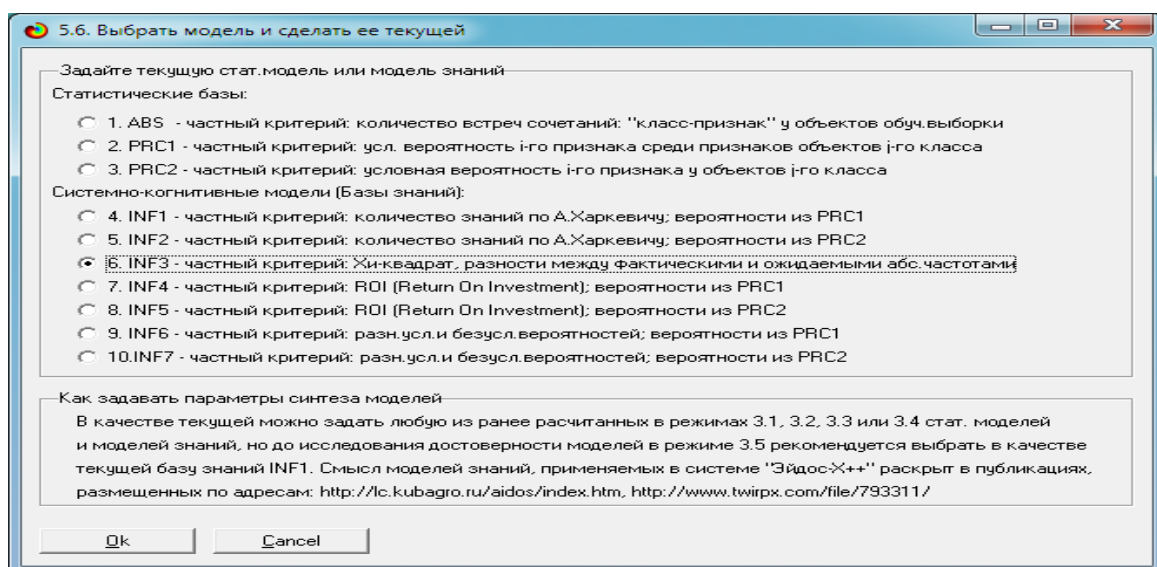 5.6. Выбрать модель и сделать ее текущей
Задайте текущую стат.модель или модель знаний
Статистические базы:
1. ABS - частный критерий: количество встреч сочетаний: "класс-признак" у объектов обуч.выборки
2. PRC1 - частный критерий: усл. вероятность i-го признака среди признаков объектов j-го класса
3. PRC2 - частный критерий: условная вероятность i-го признака у объектов j-го класса
Системно-когнитивные модели (Базы знаний):
4. INF1 - частный критерий: количество знаний по А.Харкевичу; вероятности из PRC1
5. INF2 - частный критерий: количество знаний по А.Харкевичу; вероятности из PRC2
6. INF3 - частный критерий: Хи-квадрат, разности между фактическими и ожидаемыми абс.частотами
7. INF4 - частный критерий: ROI (Return On Investment); вероятности из PRC1
8. INF5 - частный критерий: ROI (Return On Investment); вероятности из PRC2
9. INF6 - частный критерий: разн.усл.и безусл.вероятностей; вероятности из PRC1
10.INF7 - частный критерий: разн.усл.и безусл.вероятностей; вероятности из PRC2
Как задавать параметры синтеза моделей
В качестве текущей можно задать любую из ранее расчитанных в режимах 3.1, 3.2, 3.3 или 3.4 стат. моделей
и моделей знаний, но до исследования достоверности моделей в режиме 3.5 рекомендуется выбрать в качестве
текущей базу знаний INF1. Смысл моделей знаний, применяемых в системе "Эйдос-Х++" раскрыт в публикациях,
размещенных по адресам: http://lc.kubagro.ru/aidos/index.htm, http://www.twirpx.com/file/793311/
Ok Cancel